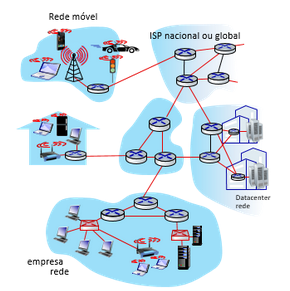 Rede móvel
ISP nacional ou global
Datacenter
rede
empresa
rede